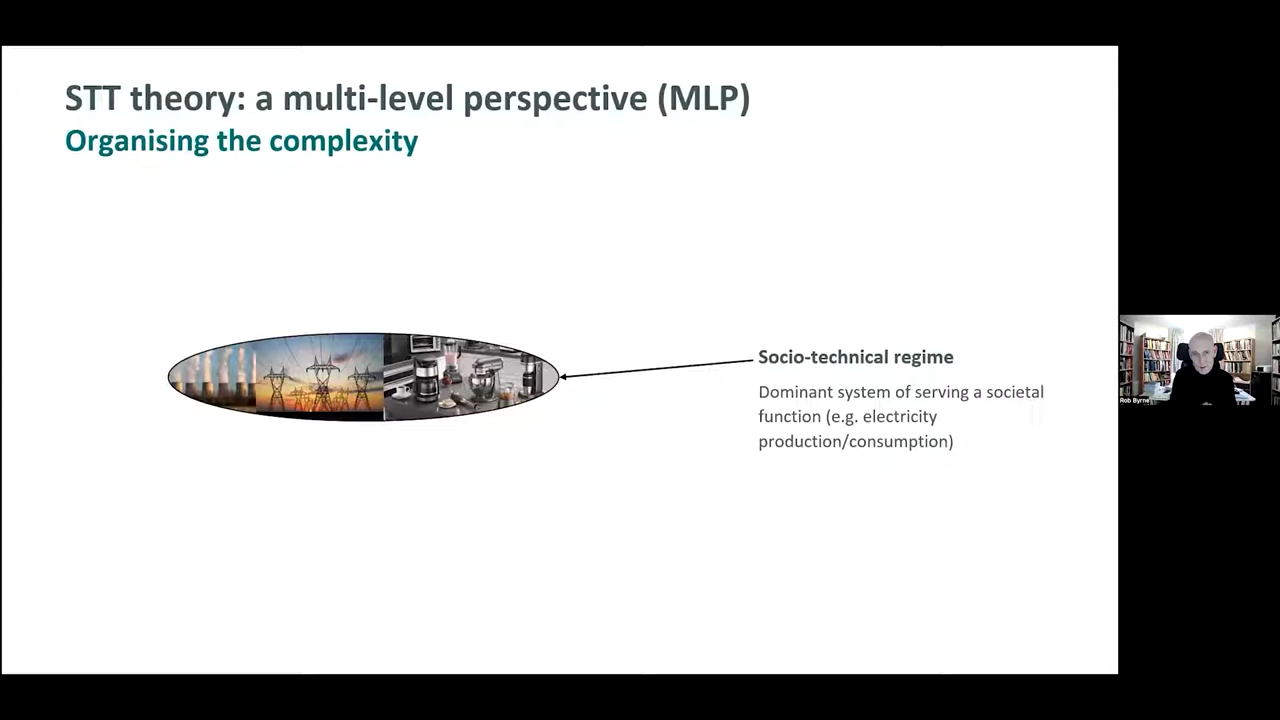 STT theory: a multi-level perspective (MLP)
Organising the complexity
Socio-technical regime
Dominant system of serving a societal
function (e.g. electricity
production/consumption)
Rob Byrne